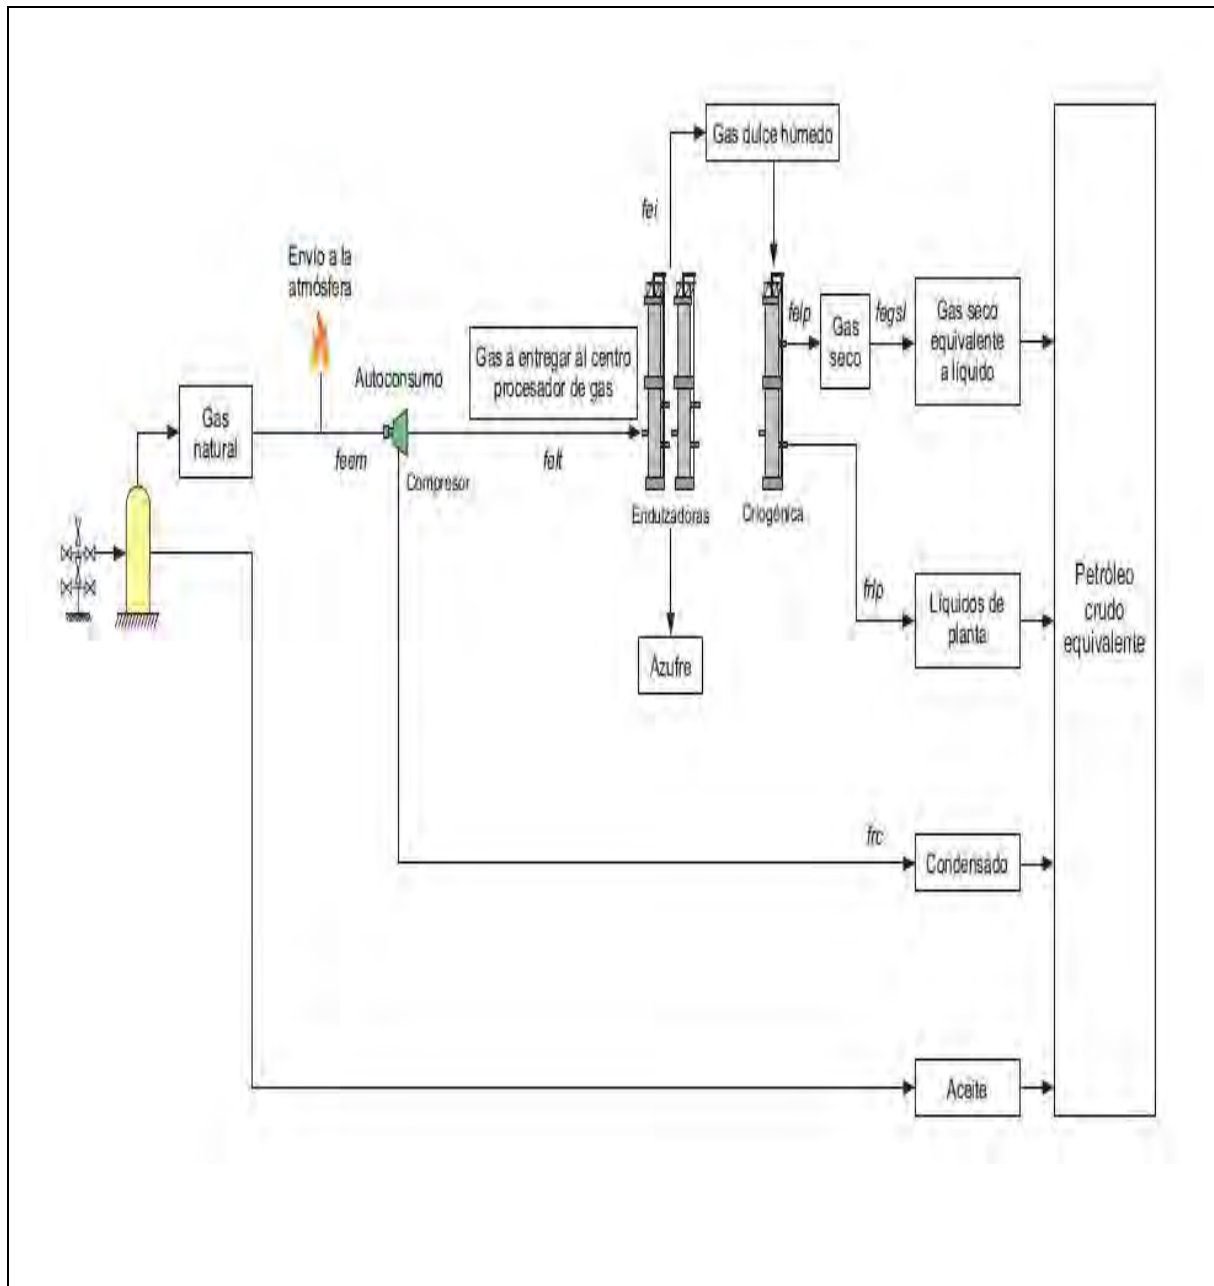 Gas dulce húmedo
fei
Envío a la
atmósfera
felp
Gas
seco
fegsl
Gas seco
equivalente
a líquido
Gas a entregar al centro
procesador de gas
Autoconsumo
Gas
natural
feem
felt
Compresor
Endulzadoras
Criogénica
Petróleo
crudo
equivalente
frlp
Líquidos de
planta
Azufre
frc
Condensado
Aceite